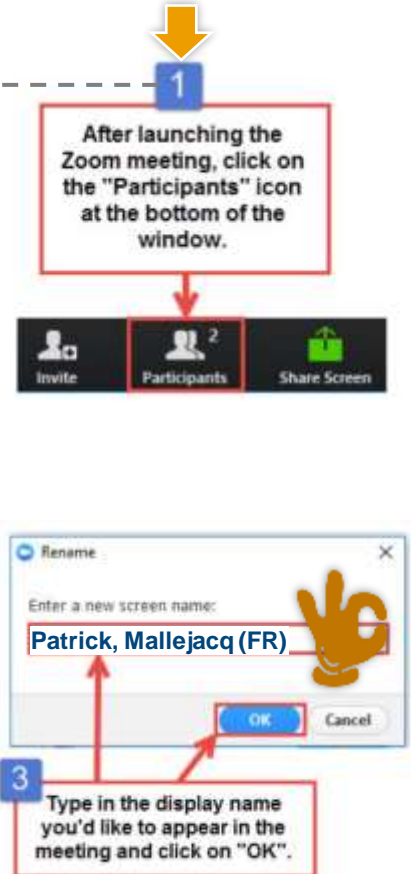 1
After launching the
Zoom meeting, click on
the "Participants" icon
at the bottom of the
window.
2
Invite Participants Share Screen
Rename
Enter a new screen name:
Patrick, Mallejacq (FR)
OK Cancel
3
Type in the display name
you'd like to appear in the
meeting and click on "OK".